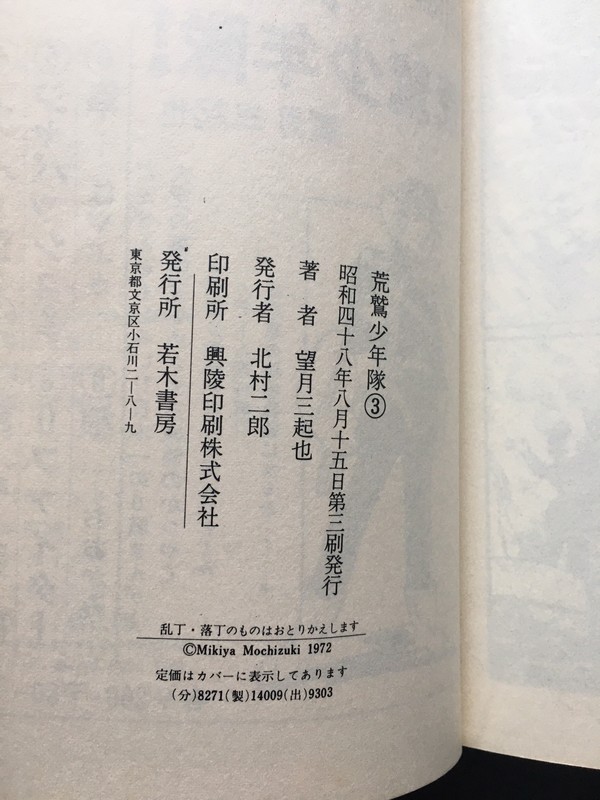 荒鷲少年隊③
昭和四十八年八月十五日第三刷発行
著者 望月三起也
発行者 北村二郎
印刷所 興陵印刷株式会社
発行所 若木書房
東京都文京区小石川二―八―九
乱丁・落丁のものはおとりかえします
©Mikiya Mochizuki 1972
定価はカバーに表示してあります
(分)8271(製)14009(出)9303